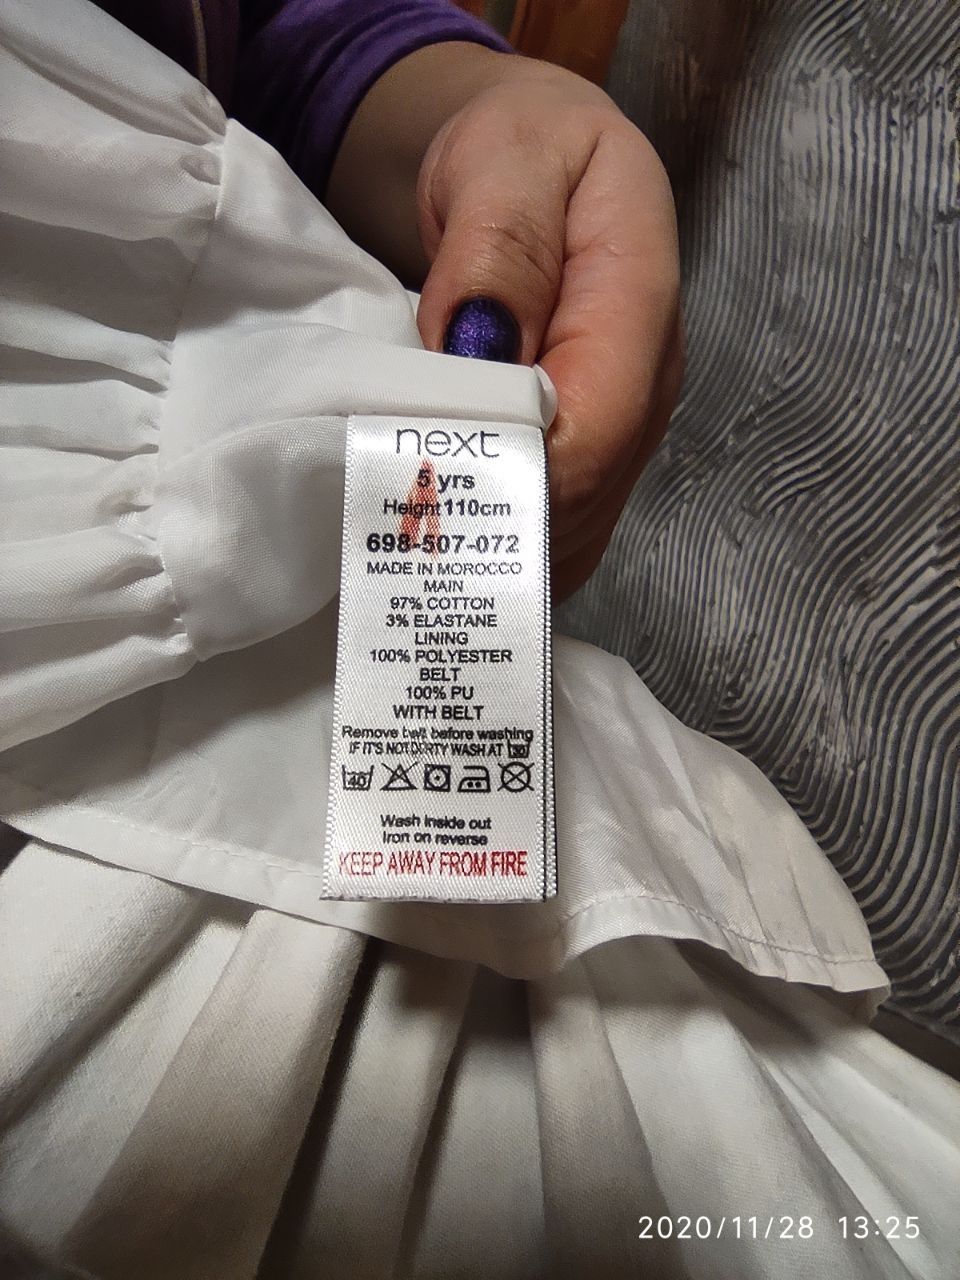 next
5 yrs
Height 110cm
698-507-072
MADE IN MOROCCO
MAIN
97% COTTON
3% ELASTANE
LINING
100% POLYESTER
BELT
100% PU
WITH BELT
Remove belt before washing
IF IT'S NOT DIRTY WASH AT 30
40
Wash inside out
Iron on reverse
KEEP AWAY FROM FIRE
2020/11/28 13:25